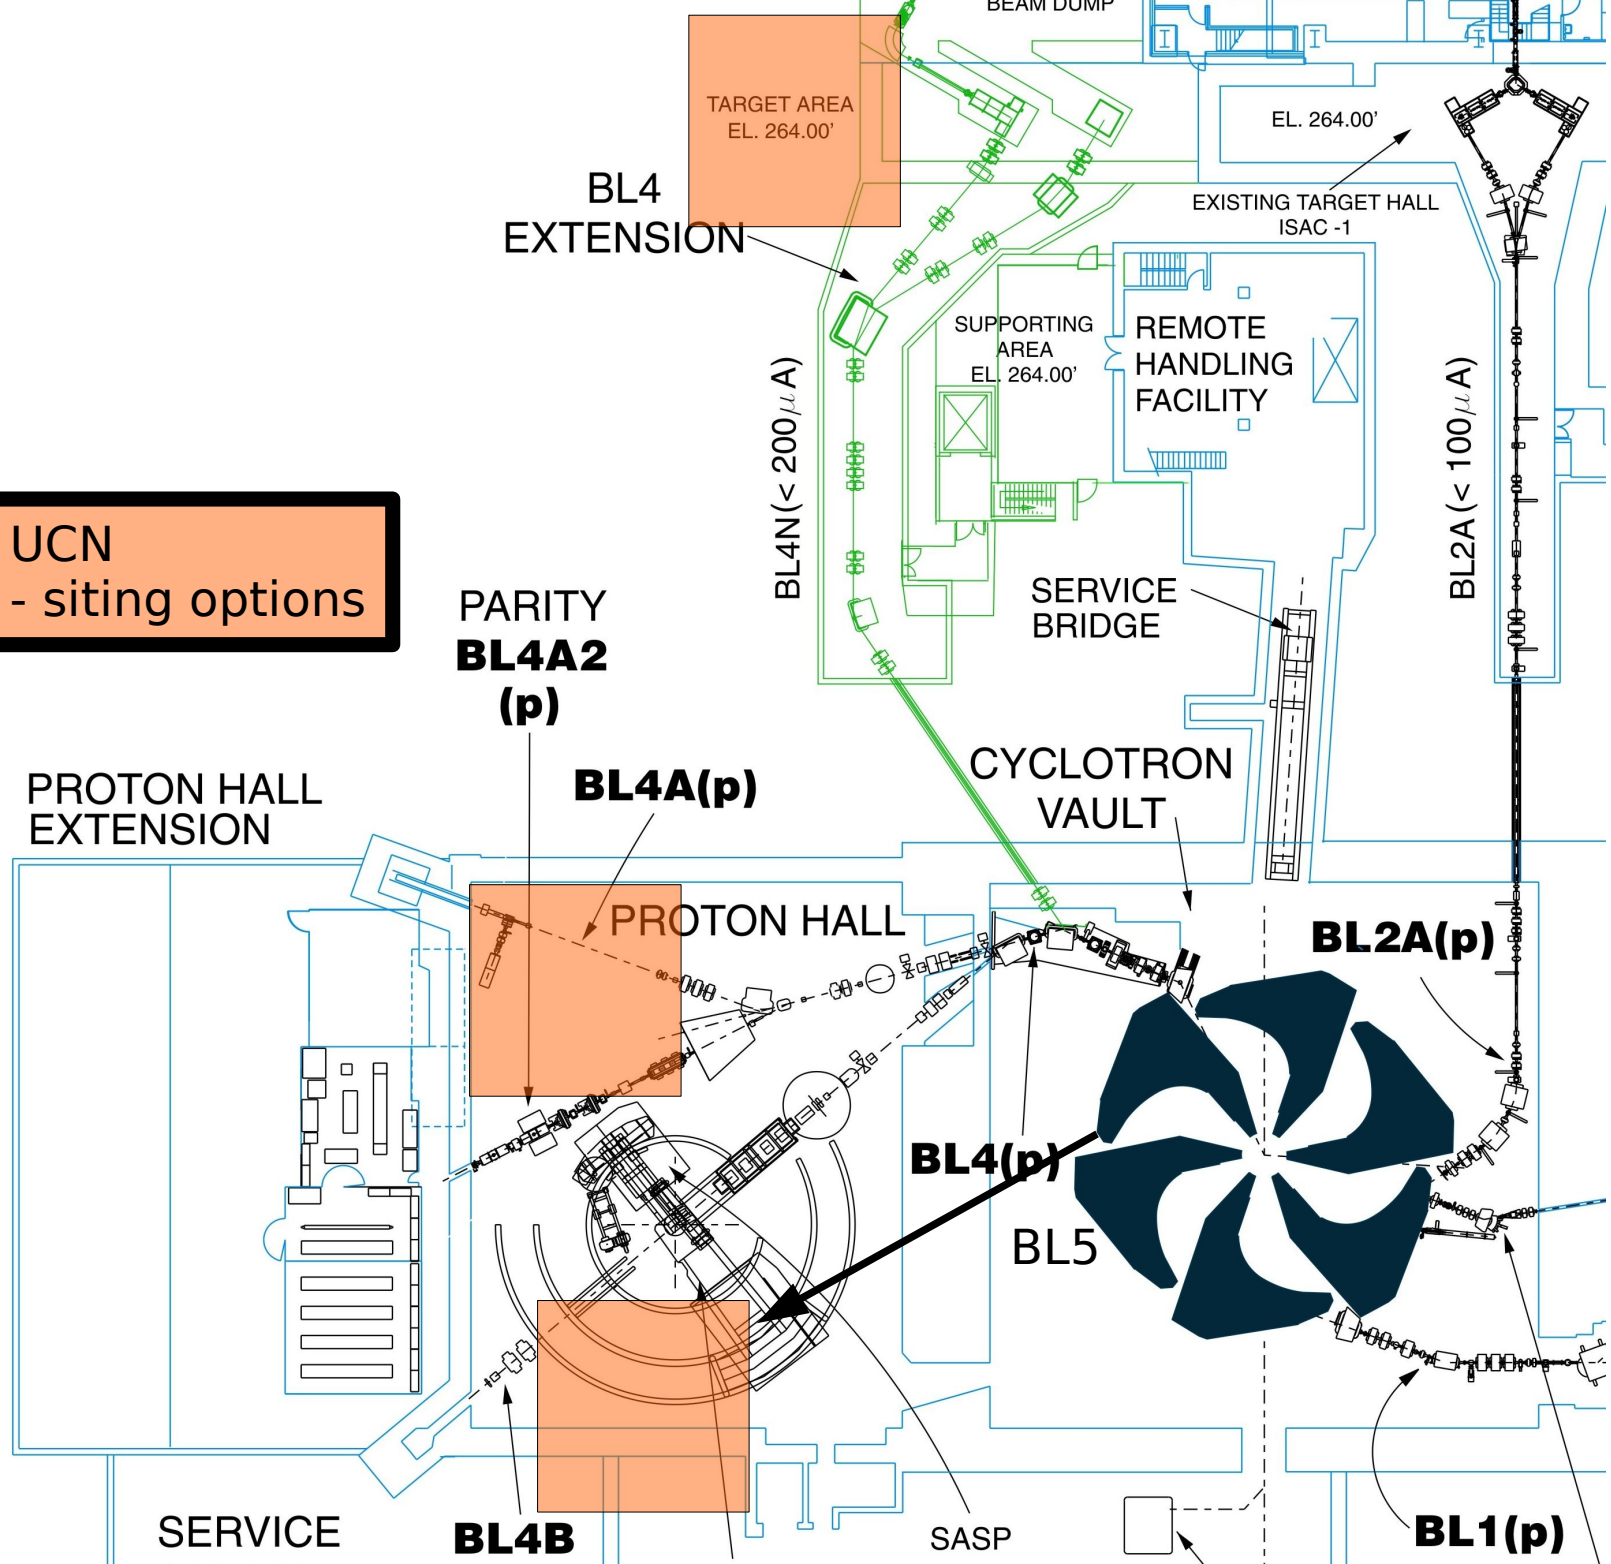 BEAM DUMP
TARGET AREA
EL. 264.00'
EL. 264.00'
BL4
EXTENSION
EXISTING TARGET HALL
ISAC -1
SUPPORTING
AREA
EL. 264.00'
REMOTE
HANDLING
FACILITY
BL4N(< 200μA)
BL2A(< 100μA)
UCN
- siting options
PARITY
BL4A2
(p)
SERVICE
BRIDGE
CYCLOTRON
VAULT
PROTON HALL
EXTENSION
BL4A(p)
PROTON HALL
BL2A(p)
BL4(p)
BL5
SERVICE
BL4B
SASP
BL1(p)